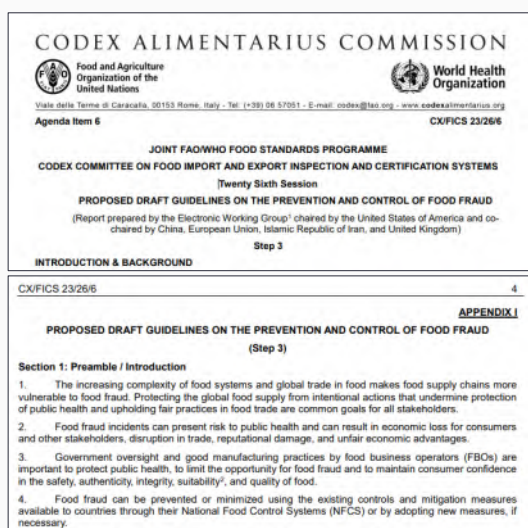 CODEX ALIMENTARIUS COMMISSION
Food and Agriculture
Organization of the
United Nations
World Health
Organization
Viale delle Terme di Caracalla, 00153 Rome, Italy - Tel: (+39) 06 57051 - E-mail: codex@fao.org - www.codexalimentarius.org
Agenda Item 6 CX/FICS 23/26/6
JOINT FAO/WHO FOOD STANDARDS PROGRAMME
CODEX COMMITTEE ON FOOD IMPORT AND EXPORT INSPECTION AND CERTIFICATION SYSTEMS
Twenty Sixth Session
PROPOSED DRAFT GUIDELINES ON THE PREVENTION AND CONTROL OF FOOD FRAUD
(Report prepared by the Electronic Working Group¹ chaired by the United States of America and co-
chaired by China, European Union, Islamic Republic of Iran, and United Kingdom)
Step 3
INTRODUCTION & BACKGROUND
CX/FICS 23/26/6 4
APPENDIX I
PROPOSED DRAFT GUIDELINES ON THE PREVENTION AND CONTROL OF FOOD FRAUD
(Step 3)
Section 1: Preamble / Introduction
1. The increasing complexity of food systems and global trade in food makes food supply chains more
vulnerable to food fraud. Protecting the global food supply from intentional actions that undermine protection
of public health and upholding fair practices in food trade are common goals for all stakeholders.
2. Food fraud incidents can present risk to public health and can result in economic loss for consumers
and other stakeholders, disruption in trade, reputational damage, and unfair economic advantages.
3. Government oversight and good manufacturing practices by food business operators (FBOs) are
important to protect public health, to limit the opportunity for food fraud and to maintain consumer confidence
in the safety, authenticity, integrity, suitability², and quality of food.
4. Food fraud can be prevented or minimized using the existing controls and mitigation measures
available to countries through their National Food Control Systems (NFCS) or by adopting new measures, if
necessary.